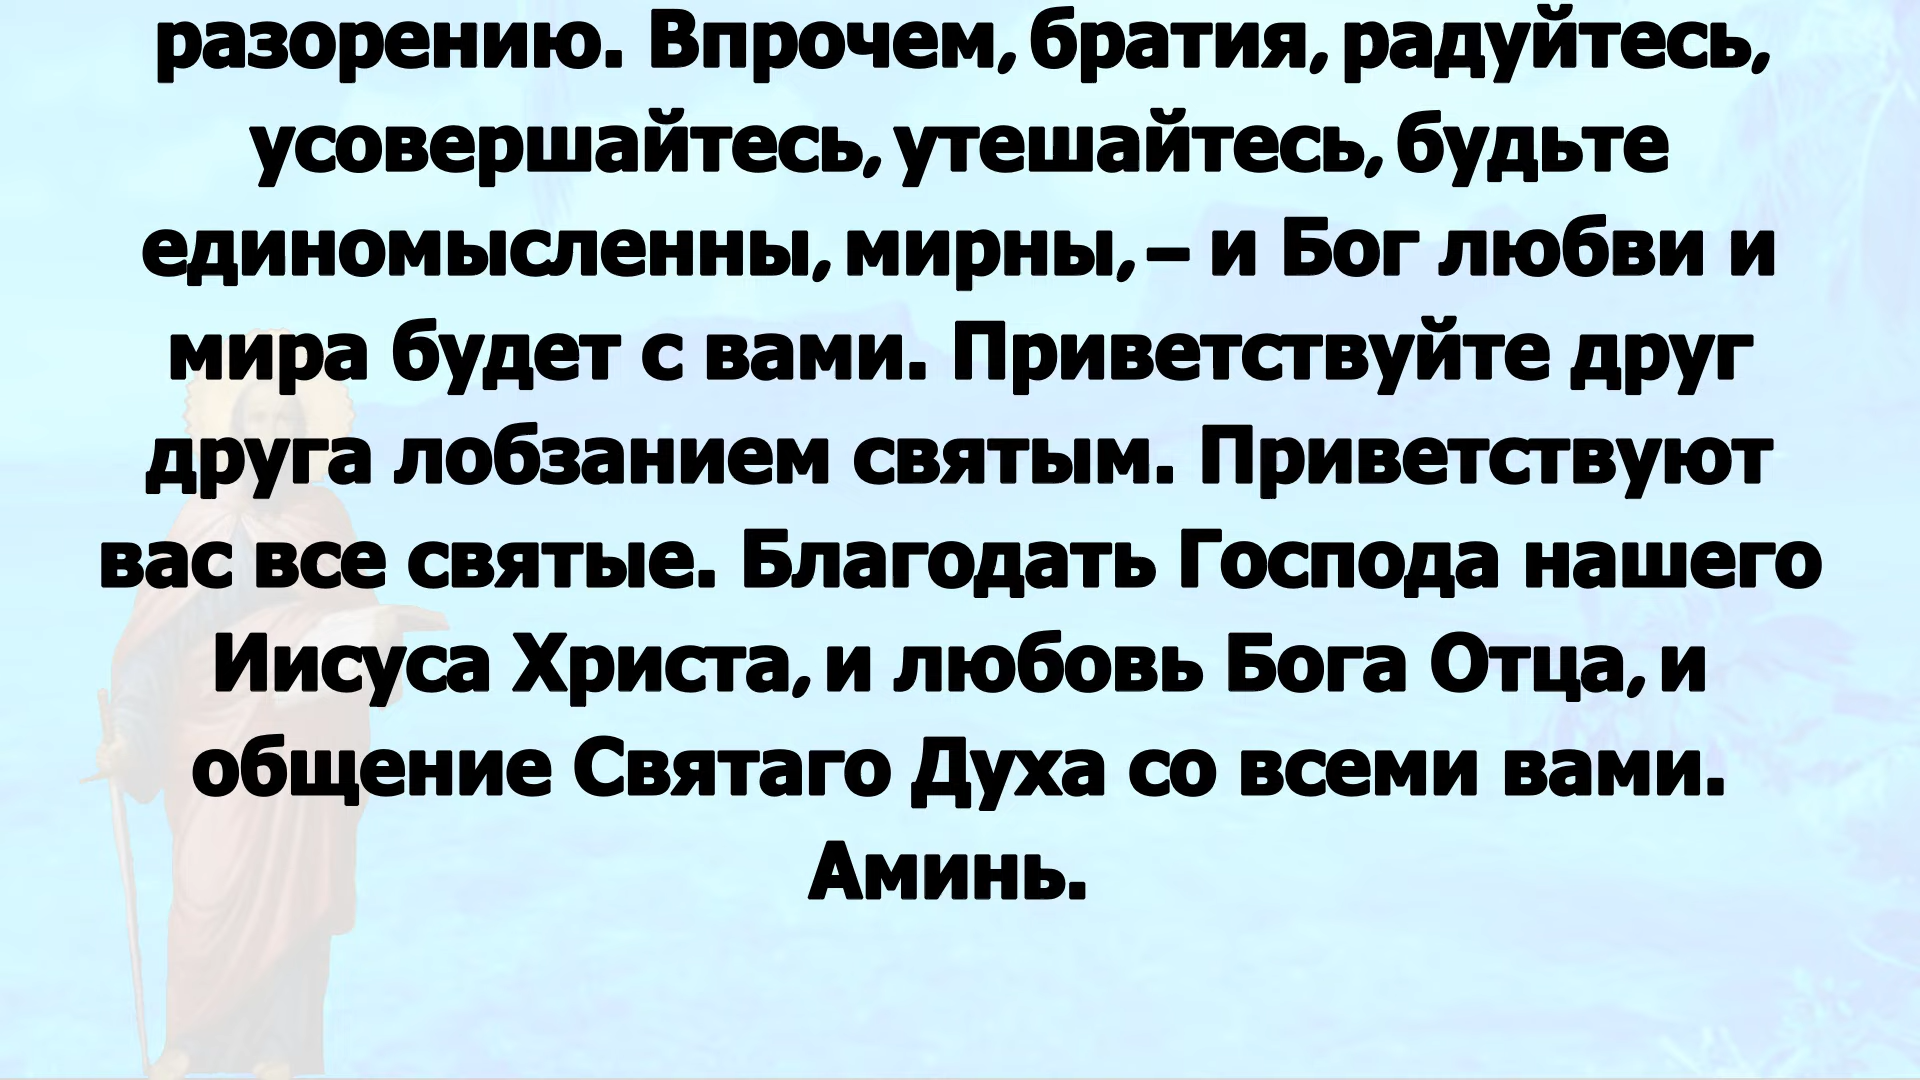 разорению. Впрочем, братия, радуйтесь,
усовершайтесь, утешайтесь, будьте
единомысленны, мирны, – и Бог любви и
мира будет с вами. Приветствуйте друг
друга лобзанием святым. Приветствуют
вас все святые. Благодать Господа нашего
Иисуса Христа, и любовь Бога Отца, и
общение Святаго Духа со всеми вами.
Аминь.